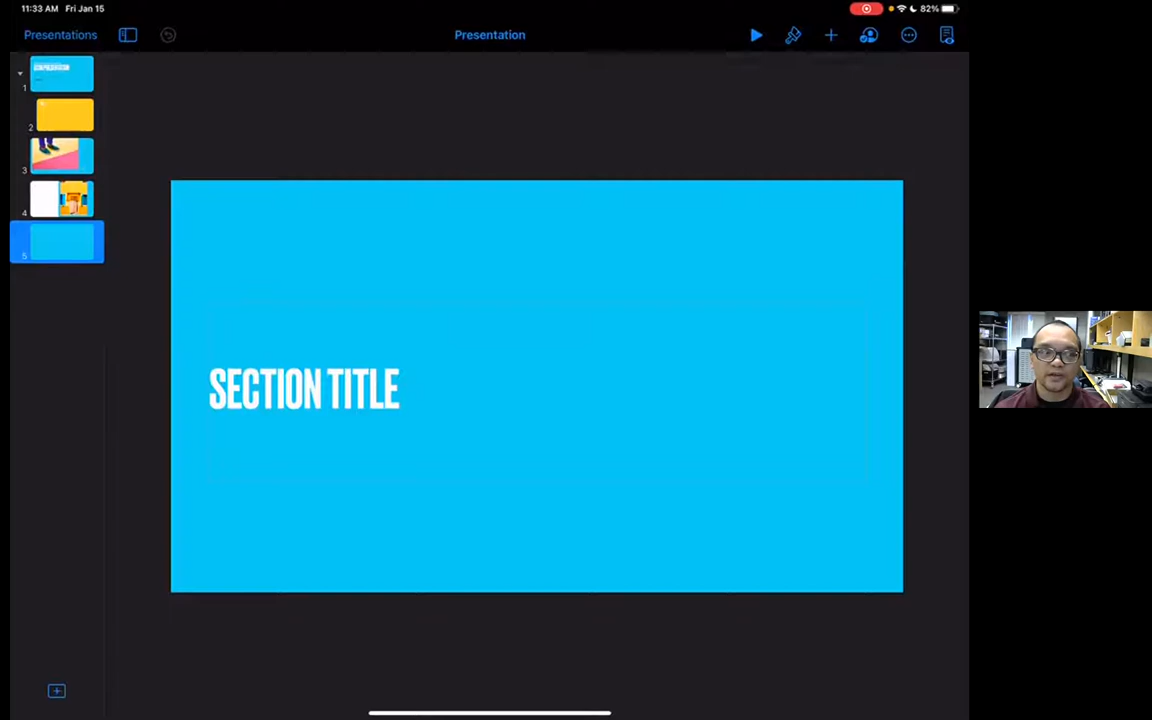 11:33 AM Fri Jan 15
82%
Presentations
Presentation
1
2
3
4
5
SECTION TITLE